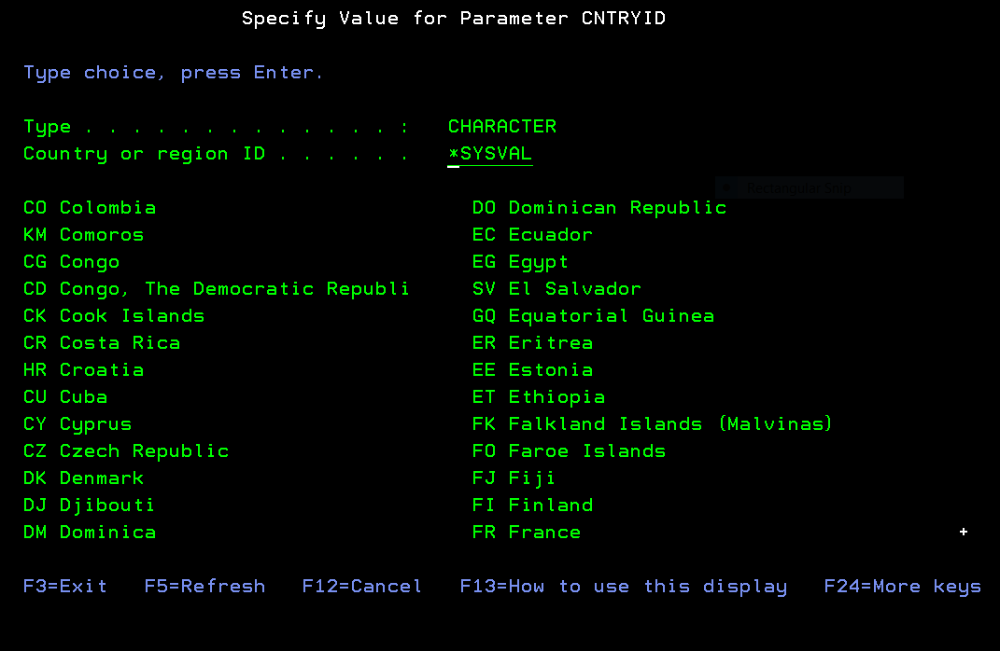 Specify Value for Parameter CNTRYID
Type choice, press Enter.
Type . . . . . . . . . . . . . . :   CHARACTER
Country or region ID . . . . . .   *SYSVAL
Rectangular Snip
CO Colombia   DO Dominican Republic
KM Comoros   EC Ecuador
CG Congo   EG Egypt
CD Congo, The Democratic Republi   SV El Salvador
CK Cook Islands   GQ Equatorial Guinea
CR Costa Rica   ER Eritrea
HR Croatia   EE Estonia
CU Cuba   ET Ethiopia
CY Cyprus   FK Falkland Islands (Malvinas)
CZ Czech Republic   FO Faroe Islands
DK Denmark   FJ Fiji
DJ Djibouti   FI Finland
DM Dominica   FR France   +
F3=Exit   F5=Refresh   F12=Cancel   F13=How to use this display   F24=More keys